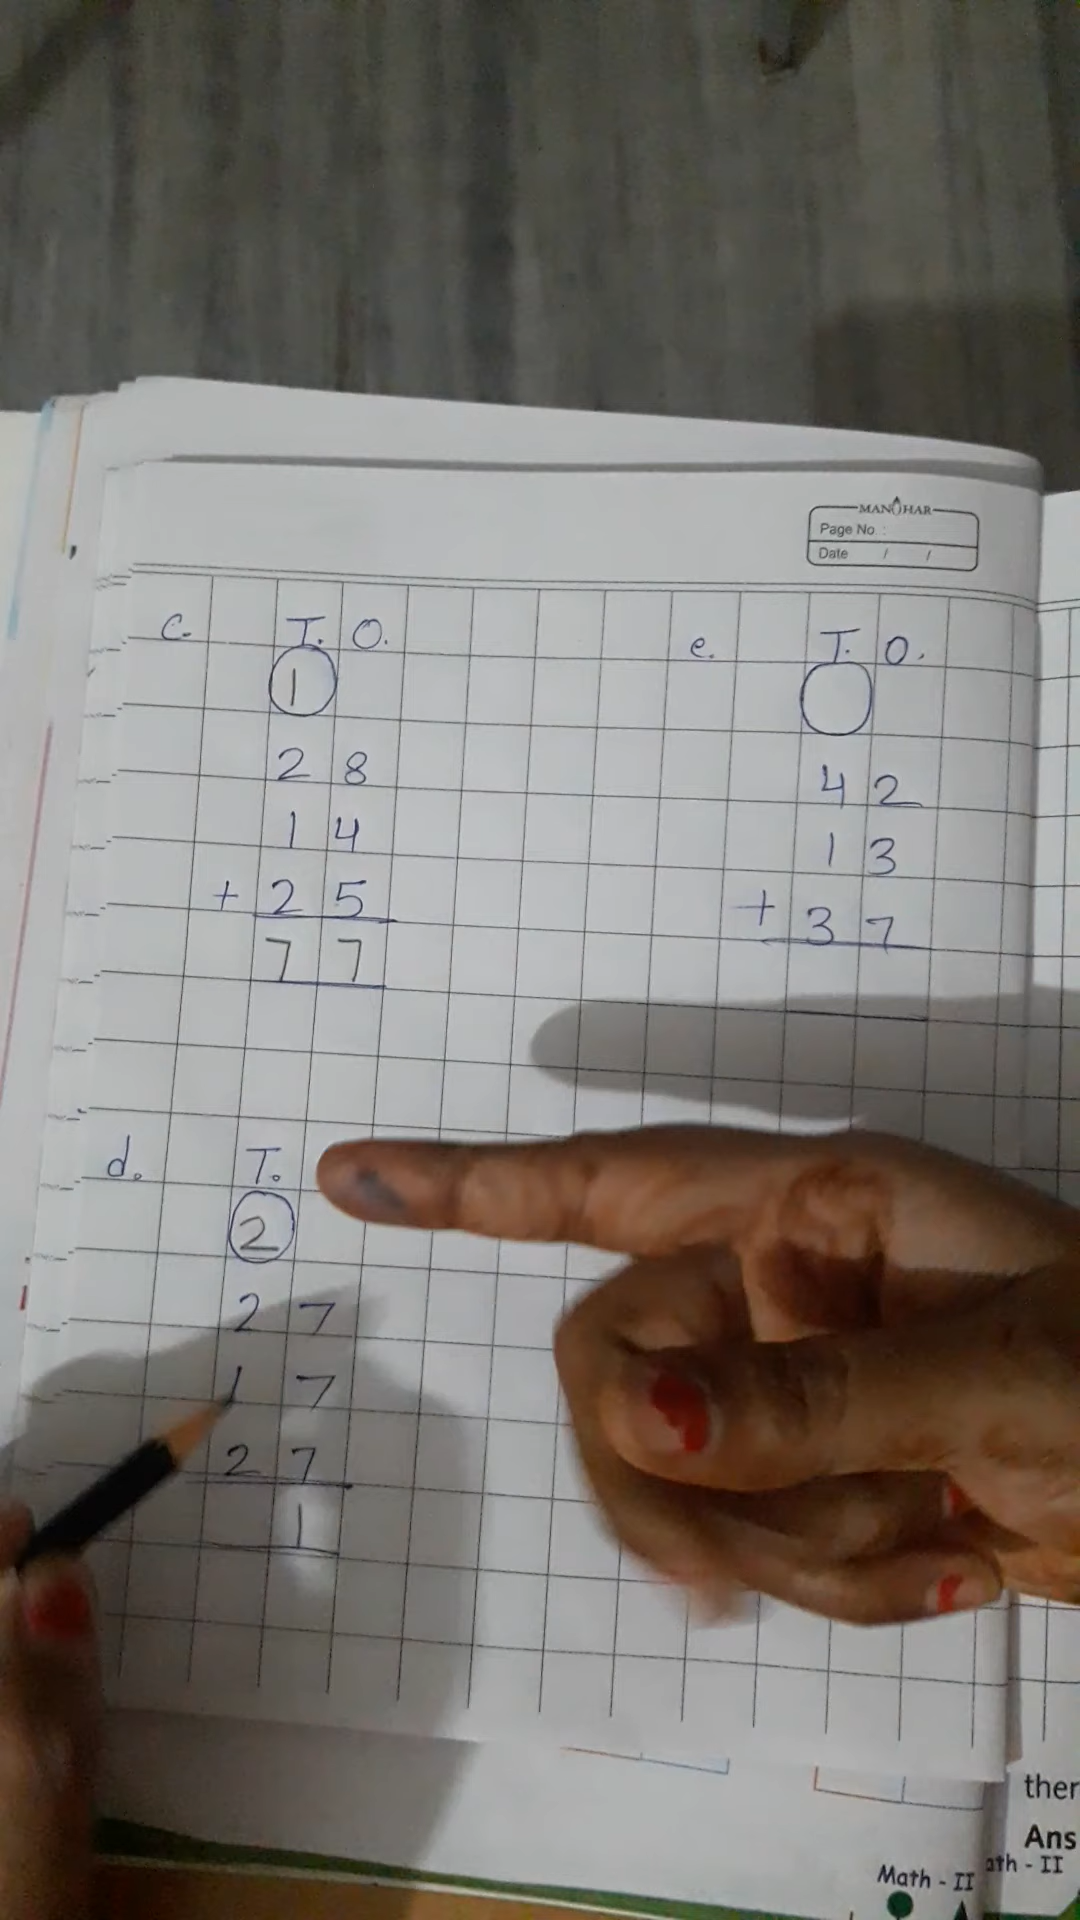 MANOHAR
Page No :
Date / /
c. T. O.
1
2 8
1 4
+ 2 5
7 7
e. T. O.
4 2
1 3
+ 3 7
d. T.
2
2 7
1 7
2 7
1
ther
Ans
ath - II
Math - II